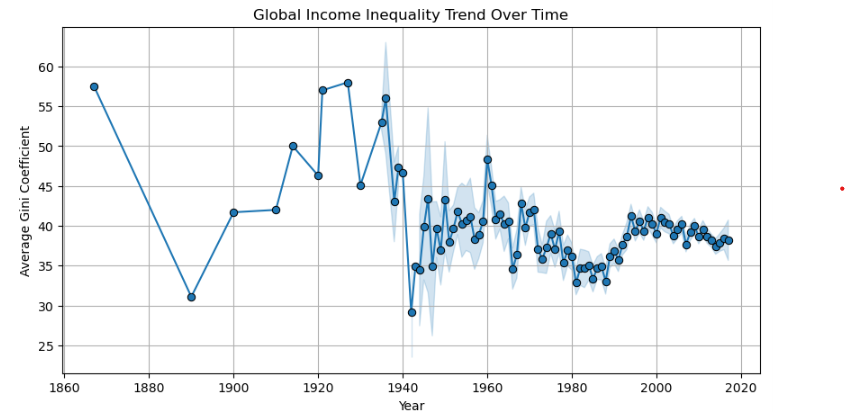 Global Income Inequality Trend Over Time
60
55
50
45
40
35
30
25
Average Gini Coefficient
1860 1880 1900 1920 1940 1960 1980 2000 2020
Year